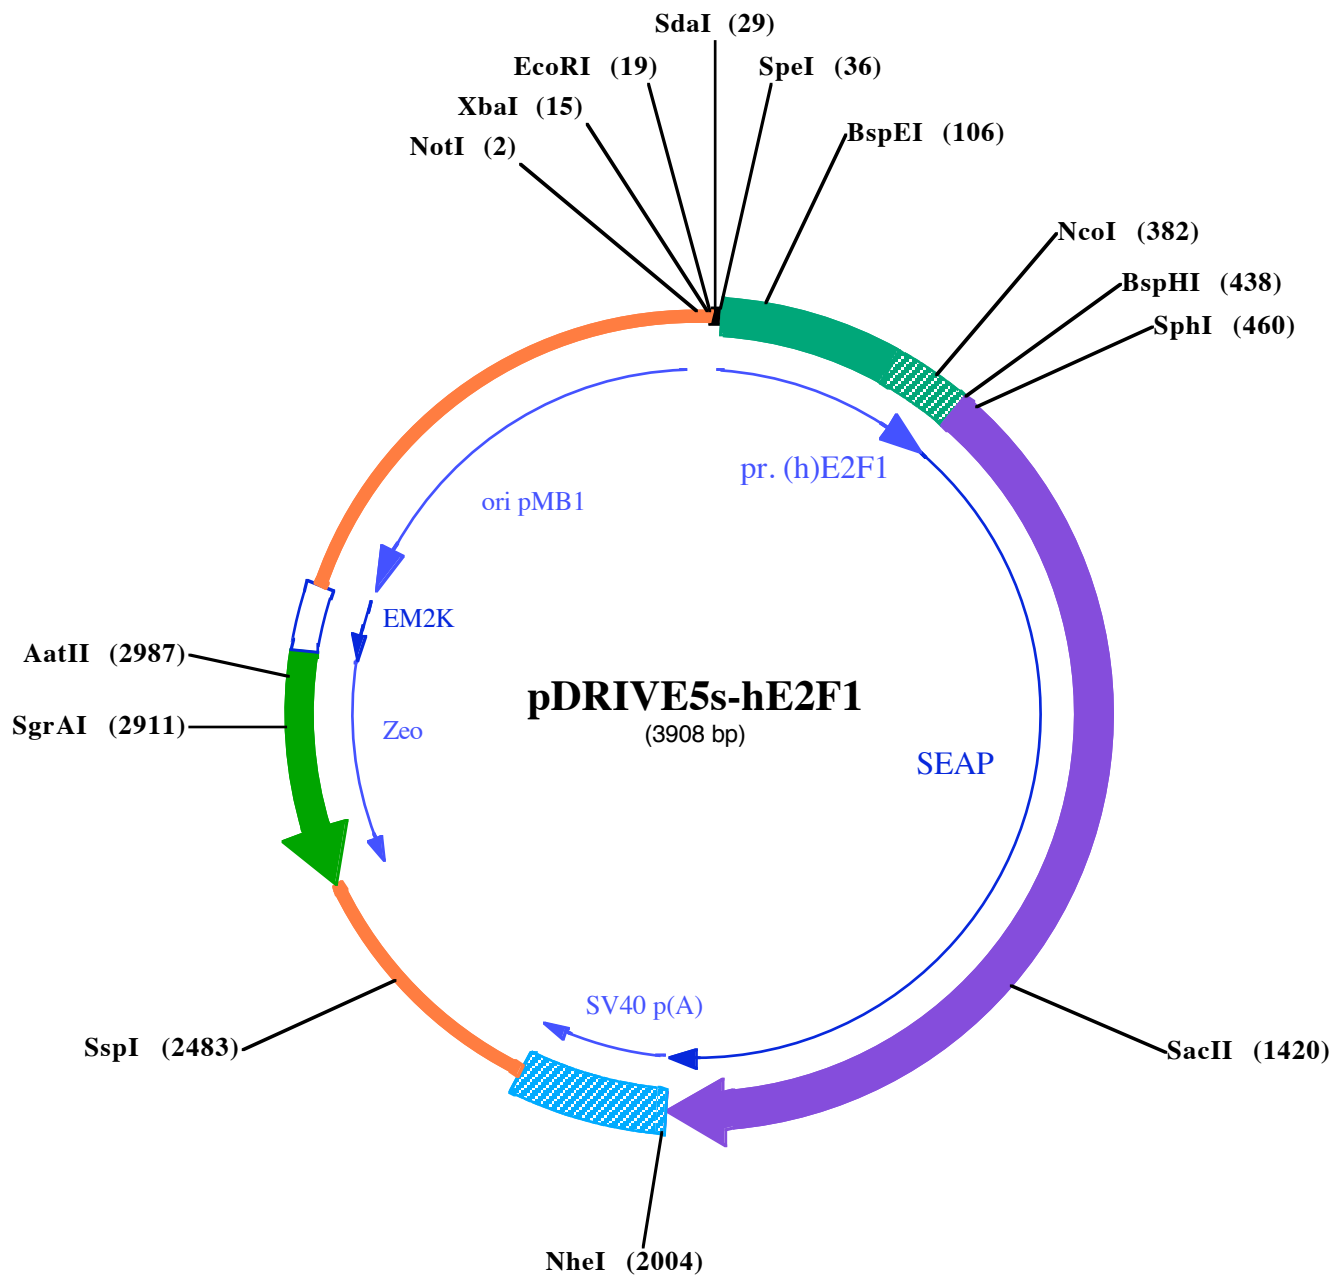 SdaI (29)
EcoRI (19)
SpeI (36)
XbaI (15)
BspEI (106)
NotI (2)
NcoI (382)
BspHI (438)
SphI (460)
pr. (h)E2F1
ori pMB1
EM2K
AatII (2987)
pDRIVE5s-hE2F1
(3908 bp)
SgrAI (2911)
Zeo
SEAP
SV40 p(A)
SspI (2483)
SacII (1420)
NheI (2004)